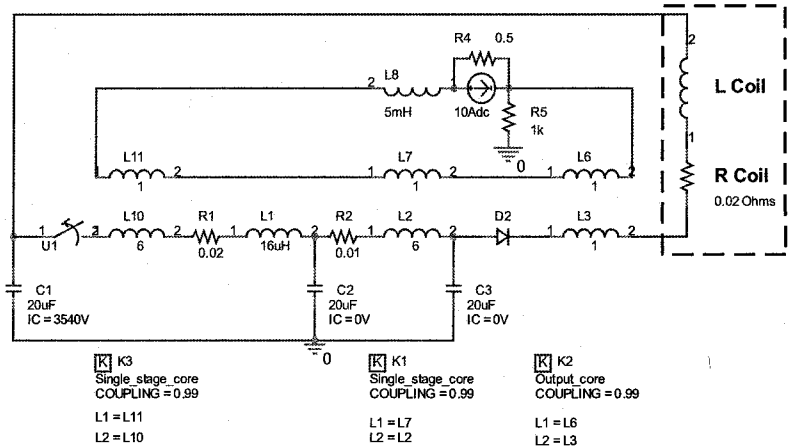 R4 0.5
2
L Coil
2 L8
5mH
10Adc
R5
1k
0
1
R Coil
0.02 Ohms
L11
1 2
1
L7
1 2
1
L6
1 2
1
U1
1
L10
2
6
R1
0.02
L1
1 2
16uH
R2
0.01
L2
1 2
6
D2
L3
1 2
1
C1
20uF
IC = 3540V
C2
20uF
IC = 0V
C3
20uF
IC = 0V
0
K K3
Single_stage_core
COUPLING = 0.99
L1 = L11
L2 = L10
K K1
Single_stage_core
COUPLING = 0.99
L1 = L7
L2 = L2
K K2
Output_core
COUPLING = 0.99
L1 = L6
L2 = L3